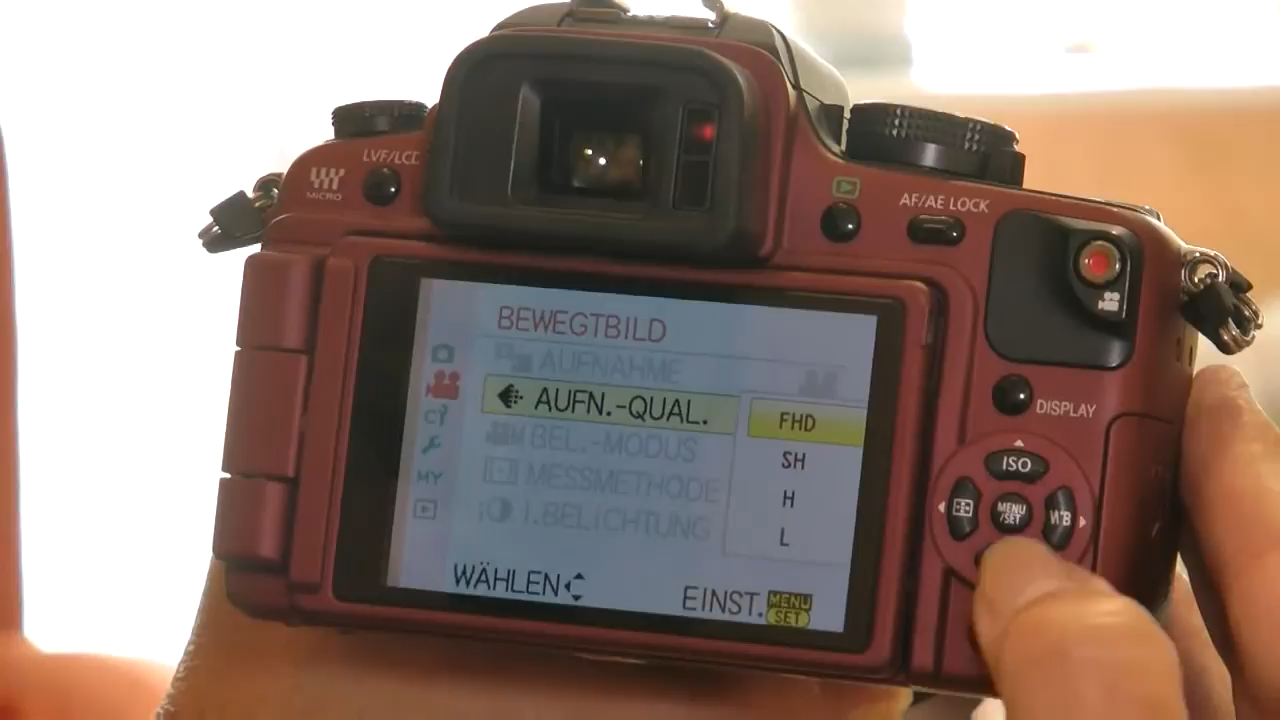 LVF/LCD
MICRO
AF/AE LOCK
BEWEGTBILD
AUFNAHME
AUFN.-QUAL.
FHD
BEL.-MODUS
SH
MESSMETHODE
H
I.BELICHTUNG
L
MY
WÄHLEN
EINST. MENU
SET
DISPLAY
ISO
MENU
/SET
WB